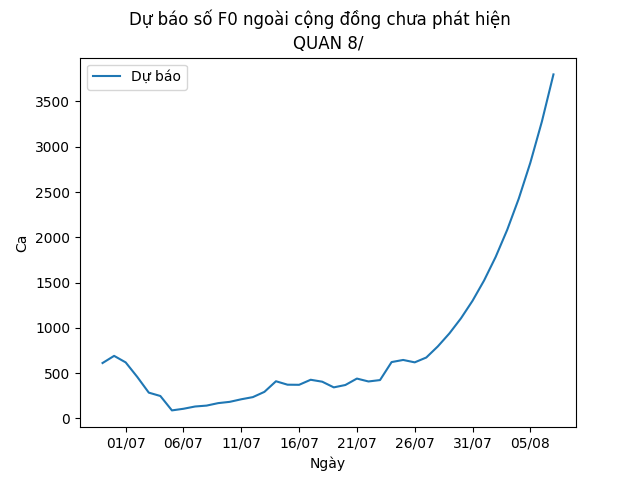 Dự báo số F0 ngoài cộng đồng chưa phát hiện
QUAN 8/
Dự báo
3500
3000
2500
2000
1500
1000
500
0
Ca
01/07 06/07 11/07 16/07 21/07 26/07 31/07 05/08
Ngày